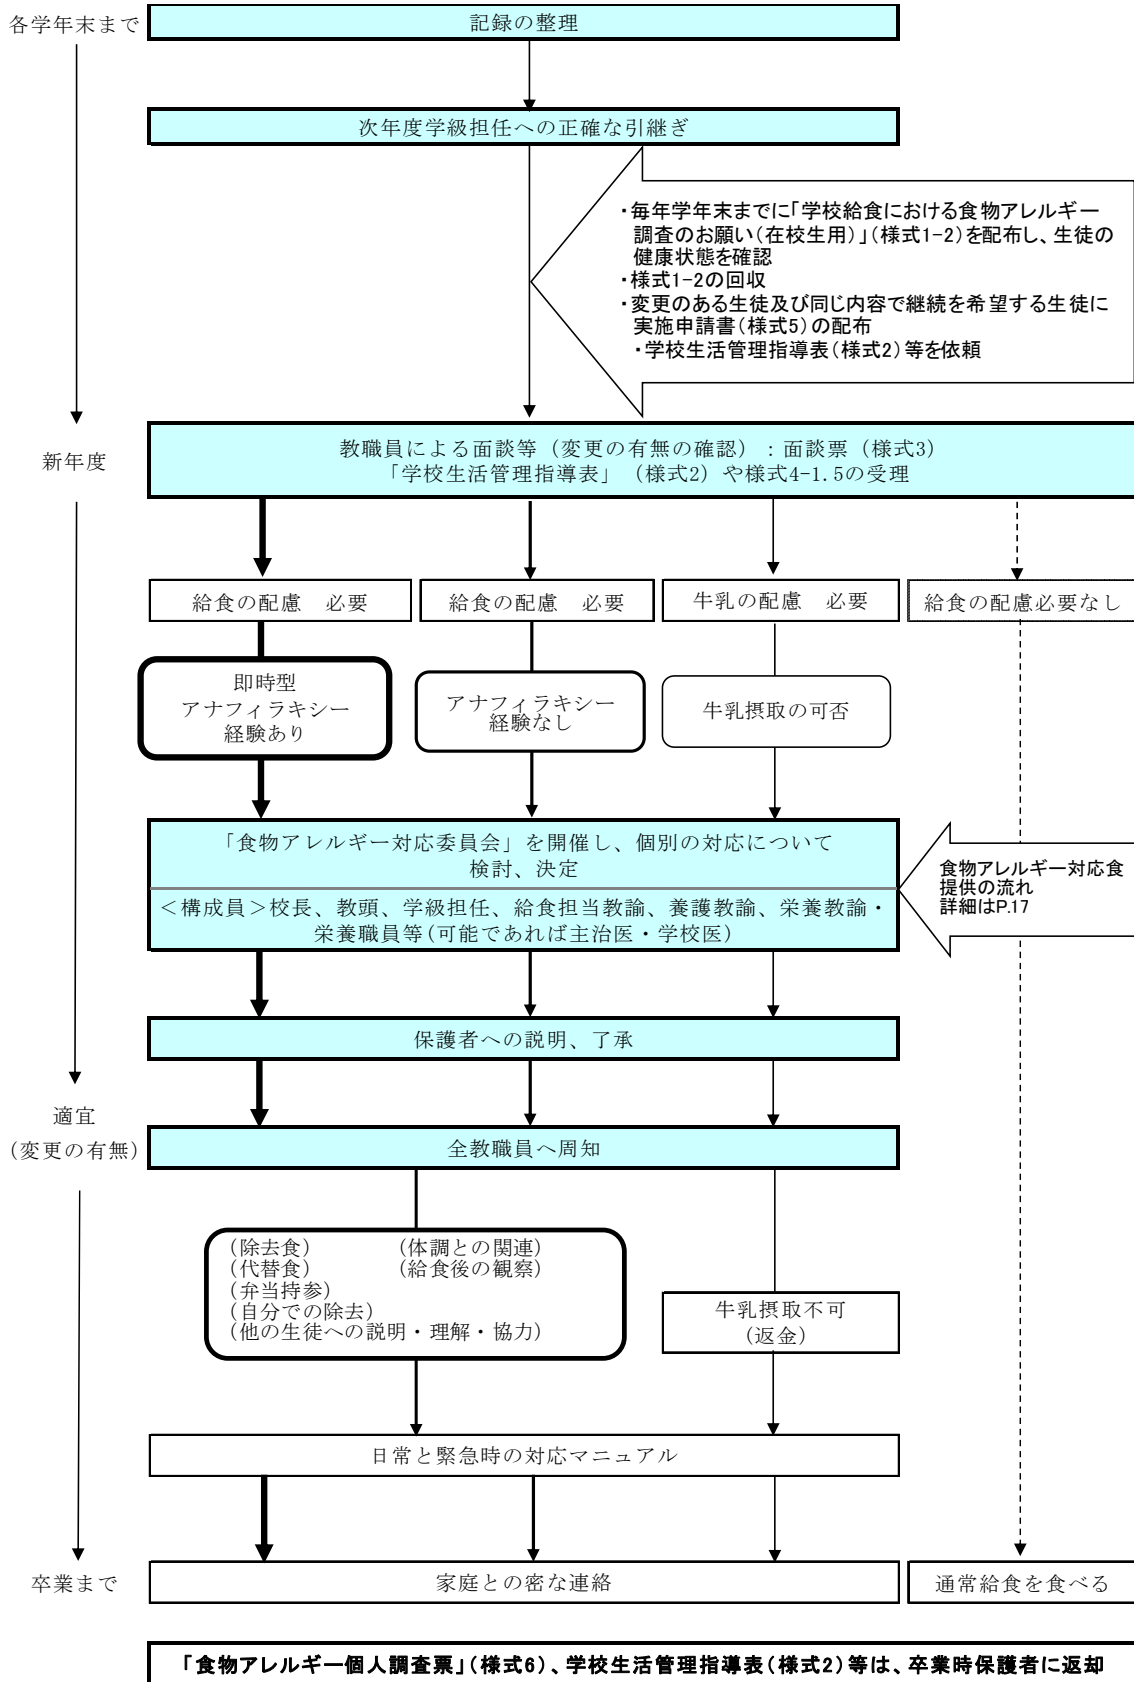 各学年末まで
記録の整理
次年度学級担任への正確な引継ぎ
・毎年学年末までに「学校給食における食物アレルギー
調査のお願い(在校生用)」(様式1-2)を配布し、生徒の
健康状態を確認
・様式1-2の回収
・変更のある生徒及び同じ内容で継続を希望する生徒に
実施申請書(様式5)の配布
・学校生活管理指導表(様式2)等を依頼
新年度
教職員による面談等(変更の有無の確認):面談票(様式3)
「学校生活管理指導表」(様式2)や様式4-1.5の受理
給食の配慮 必要
給食の配慮 必要
牛乳の配慮 必要
給食の配慮必要なし
即時型
アナフィラキシー
経験あり
アナフィラキシー
経験なし
牛乳摂取の可否
「食物アレルギー対応委員会」を開催し、個別の対応について
検討、決定
<構成員>校長、教頭、学級担任、給食担当教諭、養護教諭、栄養教諭・
栄養職員等(可能であれば主治医・学校医)
食物アレルギー対応食
提供の流れ
詳細はP.17
保護者への説明、了承
適宜
(変更の有無)
全教職員へ周知
(除去食) (体調との関連)
(代替食) (給食後の観察)
(弁当持参)
(自分での除去)
(他の生徒への説明・理解・協力)
牛乳摂取不可
(返金)
日常と緊急時の対応マニュアル
卒業まで
家庭との密な連絡
通常給食を食べる
「食物アレルギー個人調査票」(様式6)、学校生活管理指導表(様式2)等は、卒業時保護者に返却